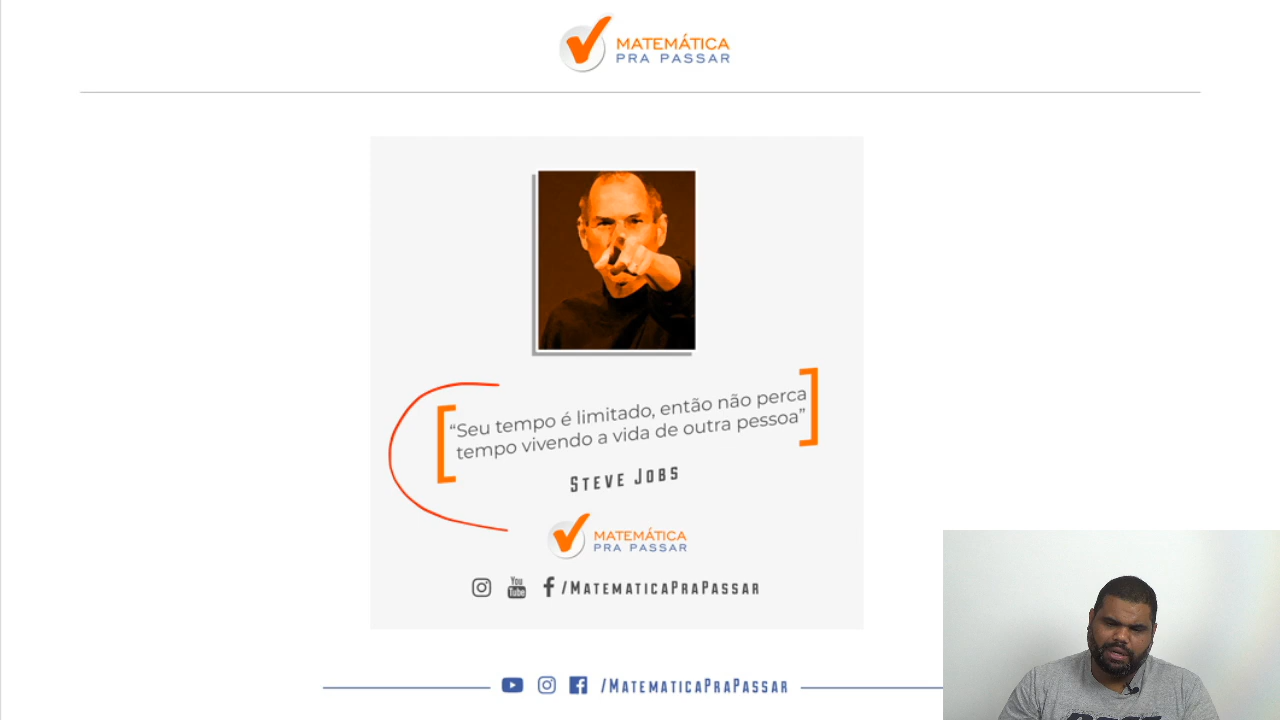 MATEMÁTICA
PRA PASSAR
“Seu tempo é limitado, então não perca
tempo vivendo a vida de outra pessoa”
STEVE JOBS
MATEMÁTICA
PRA PASSAR
You
Tube
/MATEMATICAPRAPASSAR
/MATEMATICAPRAPASSAR